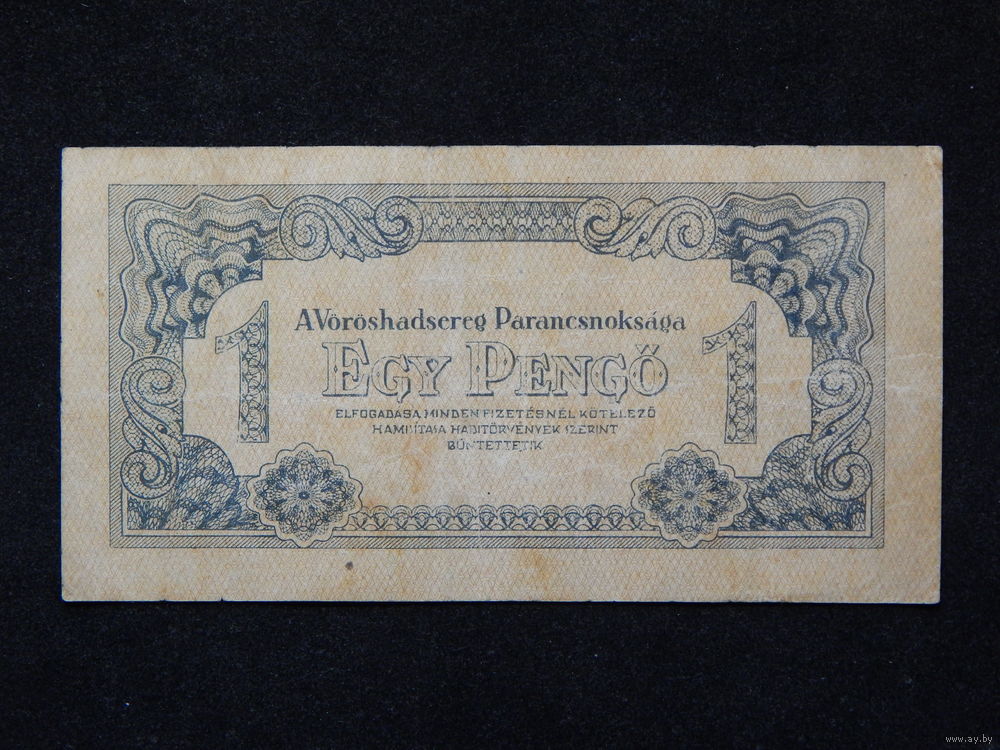 A Vöröshadsereg Parancsnoksága
1 EGY PENGŐ 1
ELFOGADÁSA MINDEN FIZETÉSNÉL KÖTELEZŐ
HAMISÍTÁSA HADITÖRVÉNYEK SZERINT
BÜNTETTETIK
www.ay.by